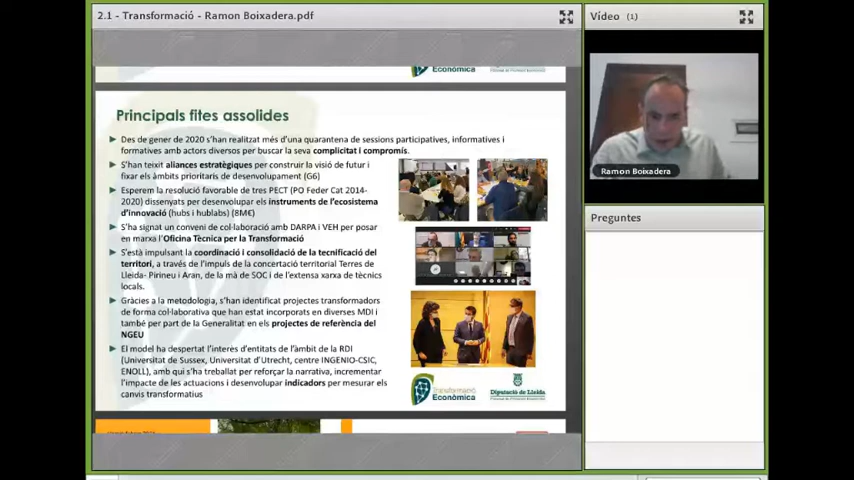 2.1 - Transformació - Ramon Boixadera.pdf
Vídeo (1)
Econòmica
Principals fites assolides
Des de gener de 2020 s'han realitzat més d'una quarantena de sessions participatives, informatives i
formatives amb actors diversos per buscar la seva complicitat i compromís.
S'han teixit aliances estratègiques per construir la visió de futur i
fixar els àmbits prioritaris de desenvolupament (G6)
Esperem la resolució favorable de tres PECT (PO Feder Cat 2014-
2020) dissenyats per desenvolupar els instruments de l'ecosistema
d'innovació (hubs i hublabs) (8M€)
S'ha signat un conveni de col·laboració amb DARPA i VEH per posar
en marxa l'Oficina Tècnica per la Transformació
S'està impulsant la coordinació i consolidació de la tecnificació del
territori, a través de l'impuls de la concertació territorial Terres de
Lleida- Pirineu i Aran, de la mà de SOC i de l'extensa xarxa de tècnics
locals.
Gràcies a la metodologia, s'han identificat projectes transformadors
de forma col·laborativa que han estat incorporats en diverses MDI i
també per part de la Generalitat en els projectes de referència del
NGEU
El model ha despertat l'interès d'entitats de l'àmbit de la RDI
(Universitat de Sussex, Universitat d'Utrecht, centre INGENIO-CSIC,
ENOLL), amb qui s'ha treballat per reforçar la narrativa, incrementar
l'impacte de les actuacions i desenvolupar indicadors per mesurar els
canvis transformatius
Transformació
Econòmica
Diputació de Lleida
Ramon Boixadera
Preguntes